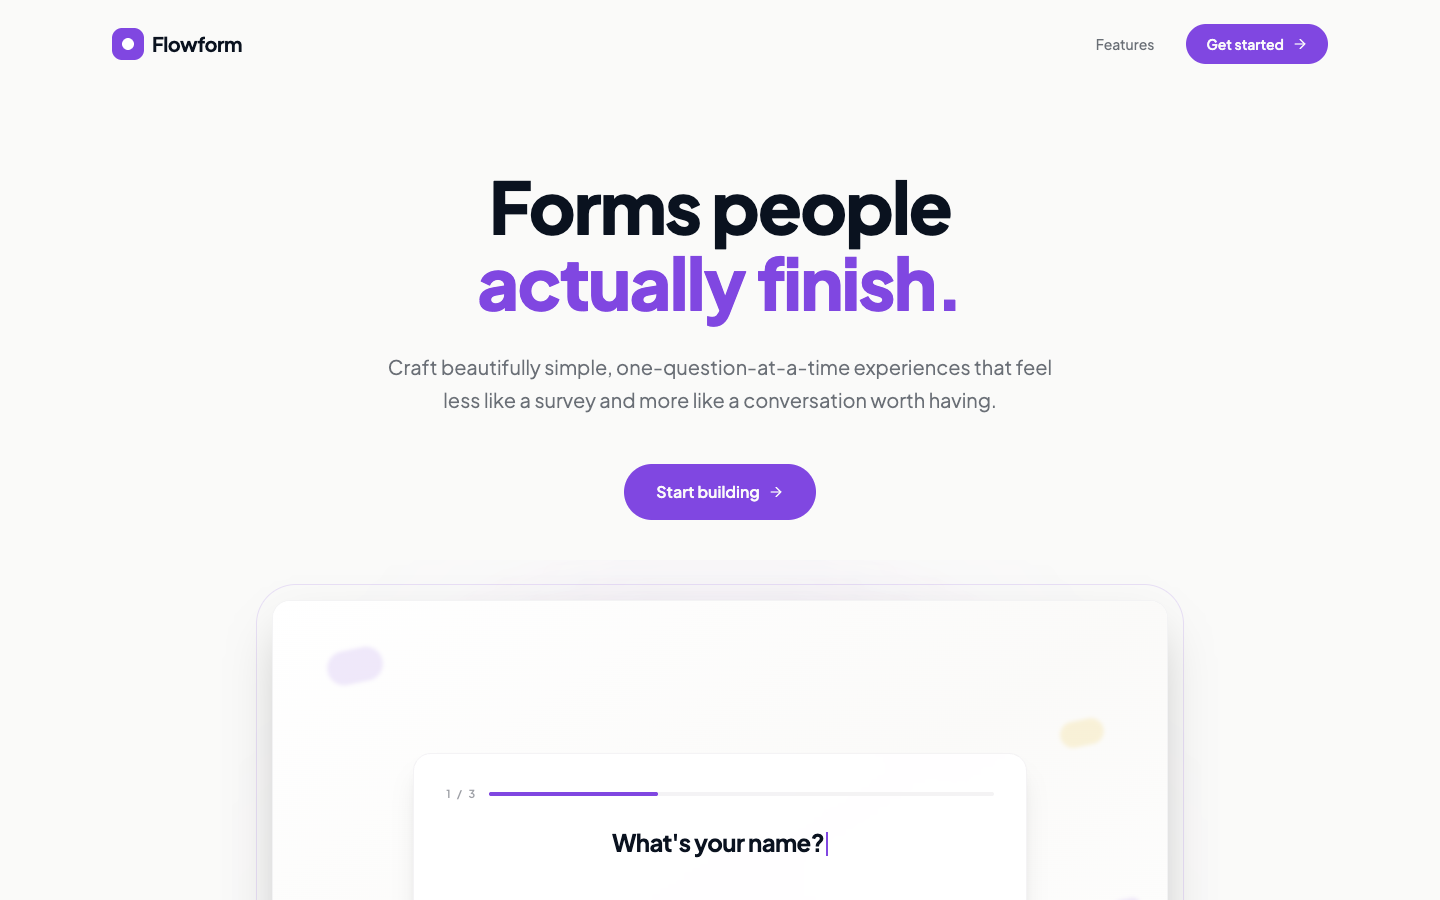 Flowform
Features
Get started
Forms people
actually finish.
Craft beautifully simple, one-question-at-a-time experiences that feel
less like a survey and more like a conversation worth having.
Start building
1 / 3
What's your name?